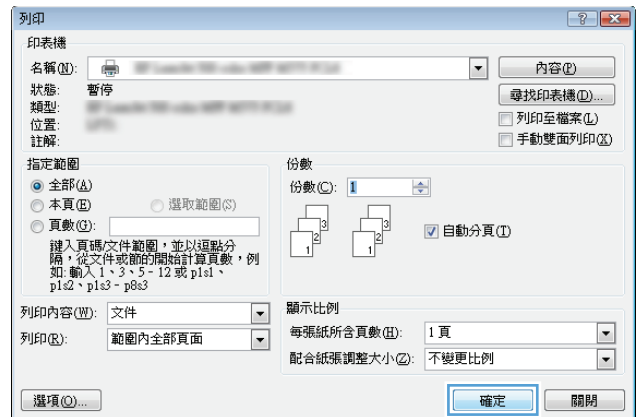 列印
印表機
名稱(N):
內容(P)
狀態: 暫停
尋找印表機(D)...
類型:
位置:
列印至檔案(L)
註解:
手動雙面列印(X)
指定範圍
全部(A)
本頁(E) 選取範圍(S)
頁數(G):
鍵入頁碼/文件範圍，並以逗點分
隔，從文件或節的開始計算頁數，例
如: 輸入 1、3、5 - 12 或 p1s1、
p1s2、p1s3 - p8s3
份數
份數(C): 1
3
2
1
3
2
1
自動分頁(T)
列印內容(W): 文件
列印(R): 範圍內全部頁面
顯示比例
每張紙所含頁數(H): 1 頁
配合紙張調整大小(Z): 不變更比例
選項(O)...
確定
關閉